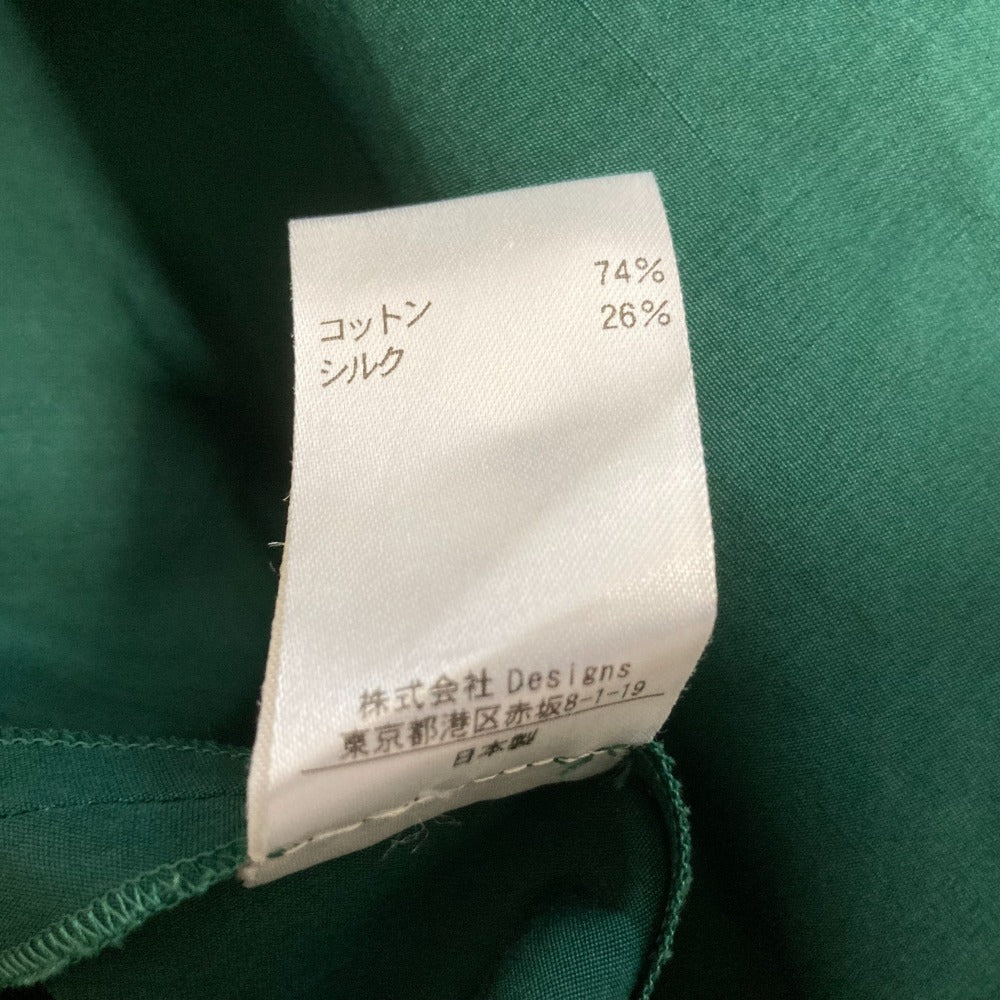 コットン 74%
シルク 26%
株式会社 Designs
東京都港区赤坂8-1-19
日本製